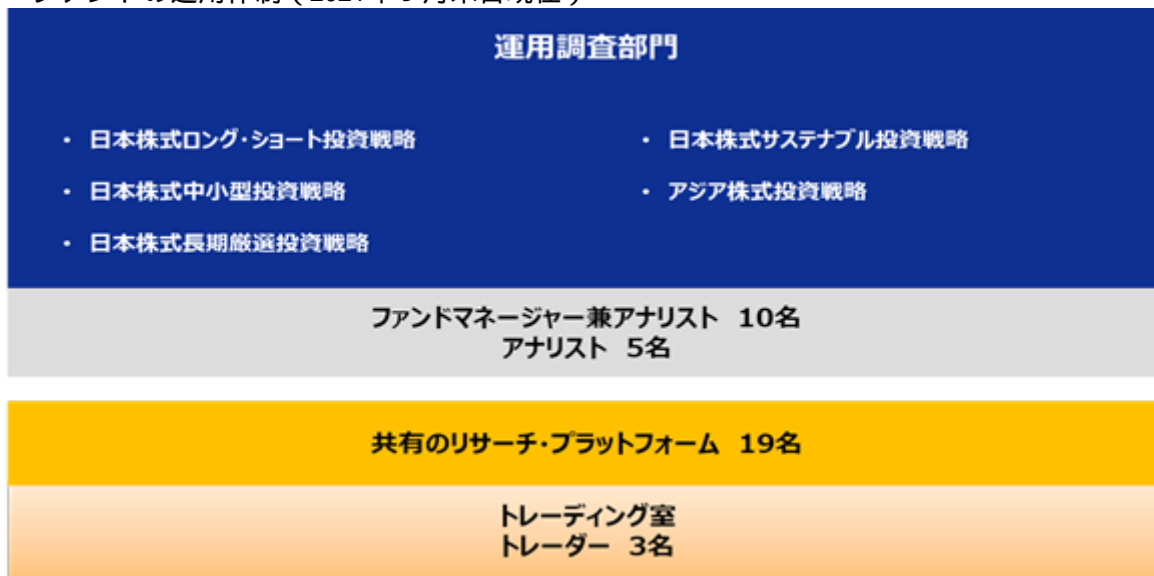 運用調査部門
・ 日本株式ロング・ショート投資戦略
・ 日本株式サステナブル投資戦略
・ 日本株式中小型投資戦略
・ アジア株式投資戦略
・ 日本株式長期厳選投資戦略
ファンドマネージャー兼アナリスト 10名
アナリスト 5名
共有のリサーチ・プラットフォーム 19名
トレーディング室
トレーダー 3名